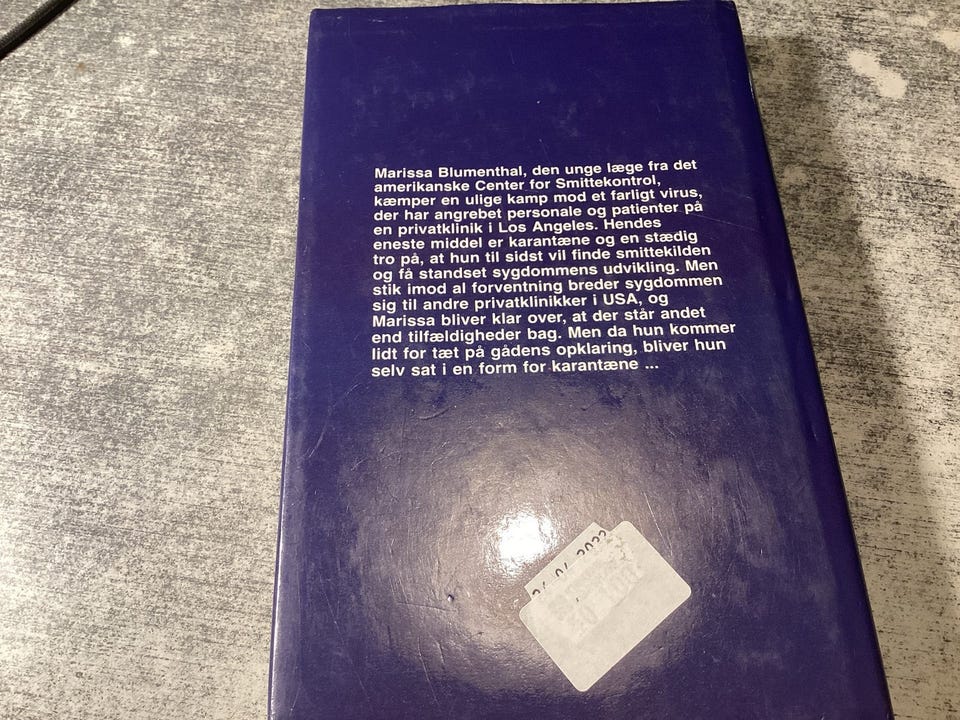 Marissa Blumenthal, den unge læge fra det
amerikanske Center for Smittekontrol,
kæmper en ulige kamp mod et farligt virus,
der har angrebet personale og patienter på
en privatklinik i Los Angeles. Hendes
eneste middel er karantæne og en stædig
tro på, at hun til sidst vil finde smittekilden
og få standset sygdommens udvikling. Men
stik imod al forventning breder sygdommen
sig til andre privatklinikker i USA, og
Marissa bliver klar over, at der står andet
end tilfældigheder bag. Men da hun kommer
lidt for tæt på gådens opklaring, bliver hun
selv sat i en form for karantæne ...